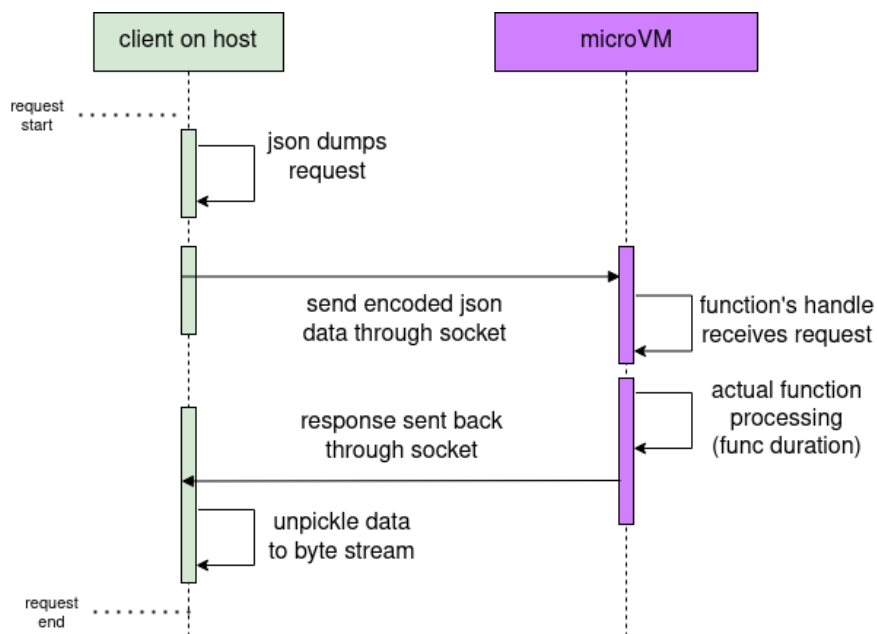 client on host
microVM
request
start
json dumps
request
send encoded json
data through socket
function's handle
receives request
actual function
processing
(func duration)
response sent back
through socket
unpickle data
to byte stream
request
end